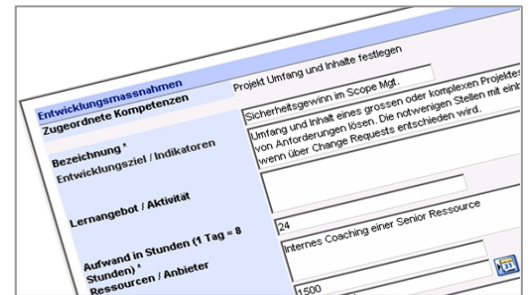 Entwicklungsmassnahmen
Zugeordnete Kompetenzen
Projekt Umfang und Inhalte festlegen
Bezeichnung *
Sicherheitsgewinn im Scope Mgt.
Entwicklungsziel / Indikatoren
Umfang und Inhalt eines grossen oder komplexen Projektes
von Anforderungen lösen. Die notwenigen Stellen mit
wenn über Change Requests entschieden wird.
Lernangebot / Aktivität
Aufwand in Stunden (1 Tag = 8
Stunden) *
24
Ressourcen / Anbieter
Internes Coaching einer Senior Ressource
1500